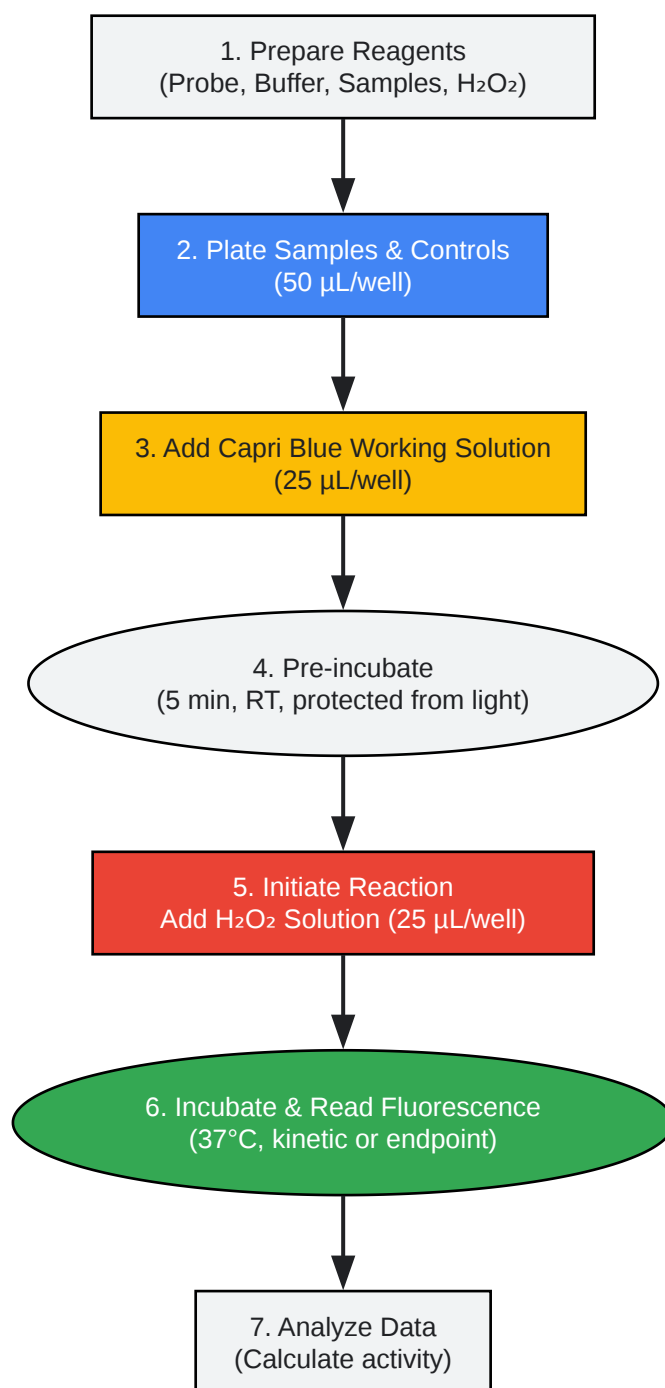 1. Prepare Reagents
(Probe, Buffer, Samples, H₂O₂)
2. Plate Samples & Controls
(50 µL/well)
3. Add Capri Blue Working Solution
(25 µL/well)
4. Pre-incubate
(5 min, RT, protected from light)
5. Initiate Reaction
Add H₂O₂ Solution (25 µL/well)
6. Incubate & Read Fluorescence
(37°C, kinetic or endpoint)
7. Analyze Data
(Calculate activity)